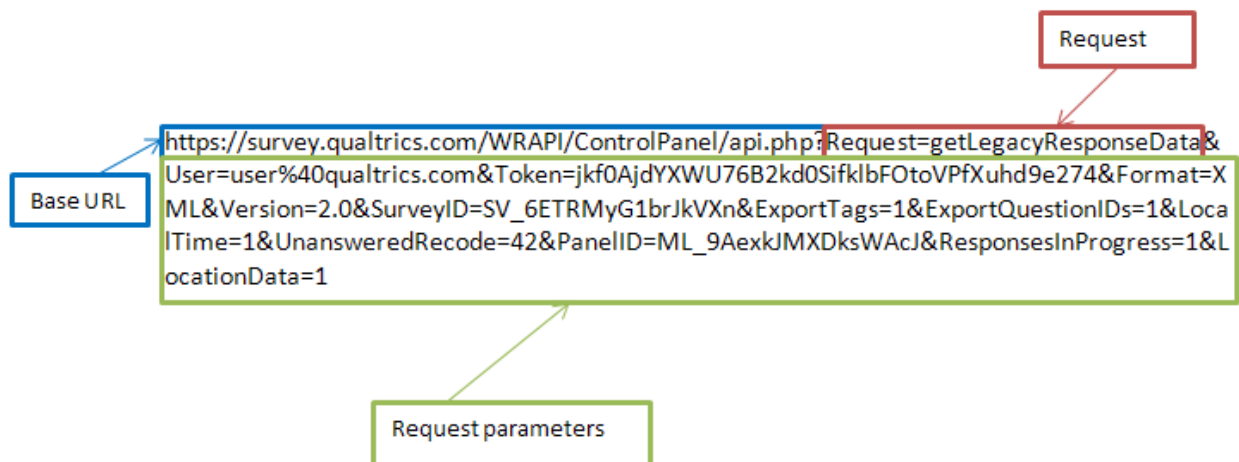 Request
https://survey.qualtrics.com/WRAPI/ControlPanel/api.php?Request=getLegacyResponseData&
Base URL
User=user%40qualtrics.com&Token=jkf0AjdYXWU76B2kd0SifklbFOtoVPfXuhd9e274&Format=X
ML&Version=2.0&SurveyID=SV_6ETRMyG1brJkVXn&ExportTags=1&ExportQuestionIDs=1&Loca
lTime=1&UnansweredRecode=42&PanelID=ML_9AexkJMXDksWAcJ&ResponsesInProgress=1&L
ocationData=1
Request parameters